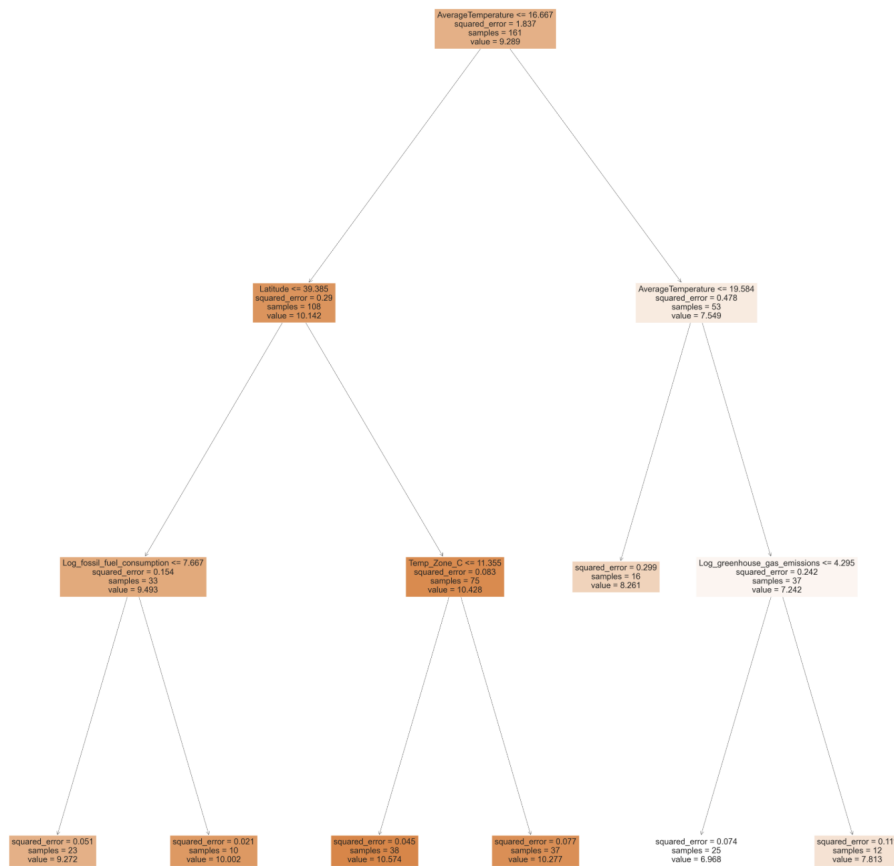 AverageTemperature <= 16.667
squared_error = 1.837
samples = 161
value = 9.289
Latitude <= 39.385
squared_error = 0.29
samples = 108
value = 10.142
AverageTemperature <= 19.584
squared_error = 0.478
samples = 53
value = 7.549
Log_fossil_fuel_consumption <= 7.667
squared_error = 0.154
samples = 33
value = 9.493
Temp_Zone_C <= 11.355
squared_error = 0.083
samples = 75
value = 10.428
squared_error = 0.299
samples = 16
value = 8.261
Log_greenhouse_gas_emissions <= 4.295
squared_error = 0.242
samples = 37
value = 7.242
squared_error = 0.051
samples = 23
value = 9.272
squared_error = 0.021
samples = 10
value = 10.002
squared_error = 0.045
samples = 38
value = 10.574
squared_error = 0.077
samples = 37
value = 10.277
squared_error = 0.074
samples = 25
value = 6.968
squared_error = 0.11
samples = 12
value = 7.813